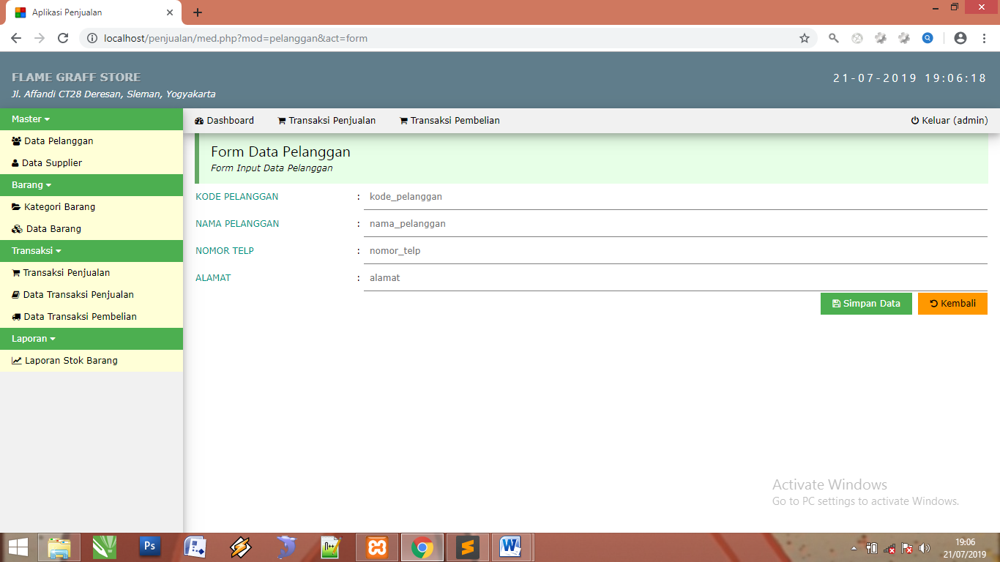 Aplikasi Penjualan
localhost/penjualan/med.php?mod=pelanggan&act=form
FLAME GRAFF STORE
Jl. Affandi CT28 Deresan, Sleman, Yogyakarta
21-07-2019 19:06:18
Master
Data Pelanggan
Data Supplier
Barang
Kategori Barang
Data Barang
Transaksi
Transaksi Penjualan
Data Transaksi Penjualan
Data Transaksi Pembelian
Laporan
Laporan Stok Barang
Dashboard Transaksi Penjualan Transaksi Pembelian Keluar (admin)
Form Data Pelanggan
Form Input Data Pelanggan
KODE PELANGGAN : kode_pelanggan
NAMA PELANGGAN : nama_pelanggan
NOMOR TELP : nomor_telp
ALAMAT : alamat
Simpan Data Kembali
Activate Windows
Go to PC settings to activate Windows.
Ps
n++
W
19:06
21/07/2019